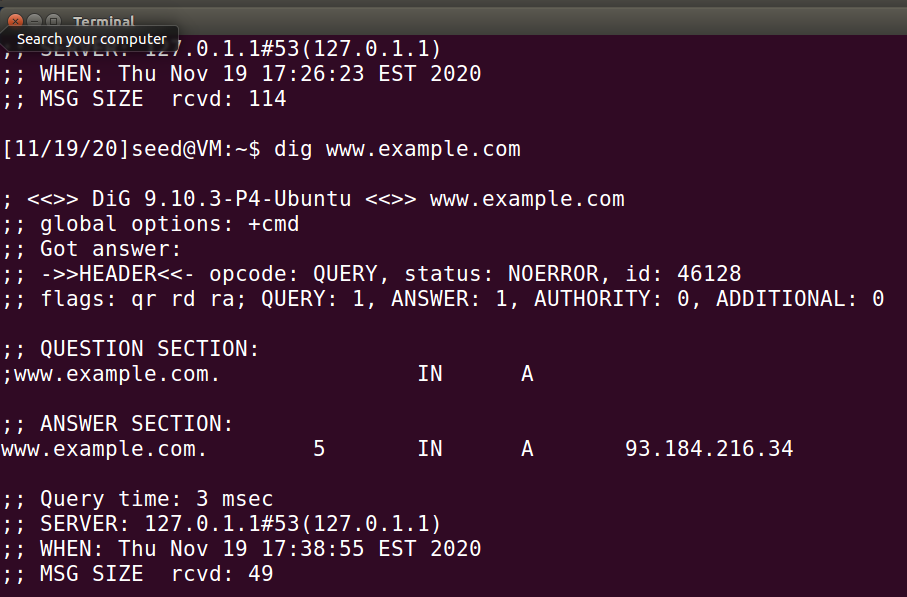 Terminal
Search your computer
;; SERVER: 127.0.1.1#53(127.0.1.1)
;; WHEN: Thu Nov 19 17:26:23 EST 2020
;; MSG SIZE  rcvd: 114
[11/19/20]seed@VM:~$ dig www.example.com
; <<>> DiG 9.10.3-P4-Ubuntu <<>> www.example.com
;; global options: +cmd
;; Got answer:
;; ->>HEADER<<- opcode: QUERY, status: NOERROR, id: 46128
;; flags: qr rd ra; QUERY: 1, ANSWER: 1, AUTHORITY: 0, ADDITIONAL: 0
;; QUESTION SECTION:
;www.example.com. IN A
;; ANSWER SECTION:
www.example.com. 5 IN A 93.184.216.34
;; Query time: 3 msec
;; SERVER: 127.0.1.1#53(127.0.1.1)
;; WHEN: Thu Nov 19 17:38:55 EST 2020
;; MSG SIZE  rcvd: 49